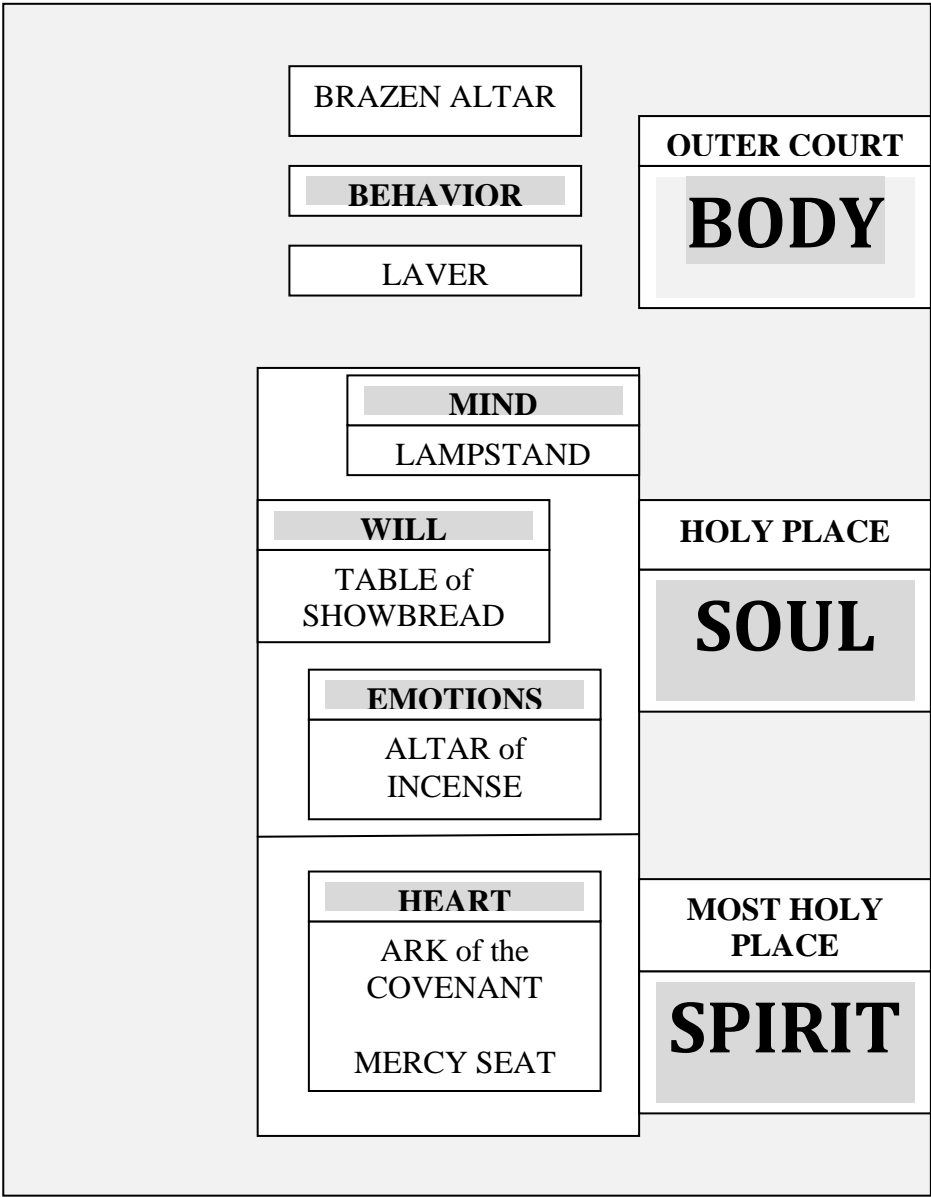 BRAZEN ALTAR
OUTER COURT
BEHAVIOR
BODY
LAVER
MIND
LAMPSTAND
WILL
TABLE of
SHOWBREAD
HOLY PLACE
SOUL
EMOTIONS
ALTAR of
INCENSE
HEART
ARK of the
COVENANT
MERCY SEAT
MOST HOLY
PLACE
SPIRIT